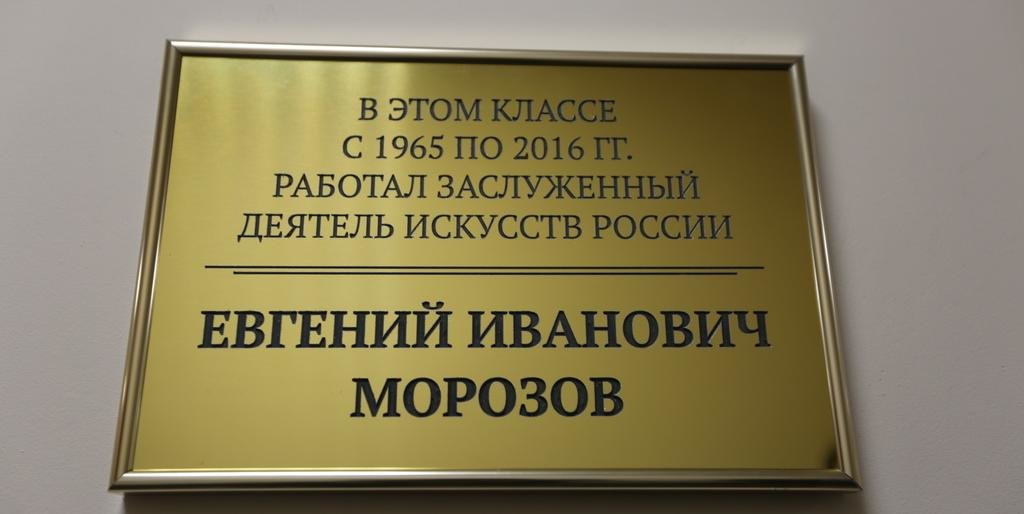 В ЭТОМ КЛАССЕ
С 1965 ПО 2016 ГГ.
РАБОТАЛ ЗАСЛУЖЕННЫЙ
ДЕЯТЕЛЬ ИСКУССТВ РОССИИ
ЕВГЕНИЙ ИВАНОВИЧ
МОРОЗОВ